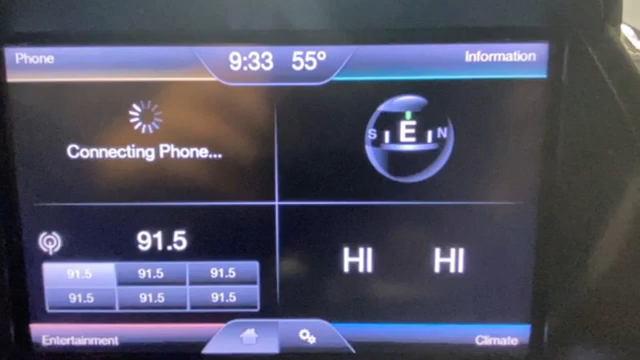 Phone 9:33 55° Information
Connecting Phone...
S E N
91.5
HI HI
91.5 91.5 91.5
91.5 91.5 91.5
Entertainment Climate